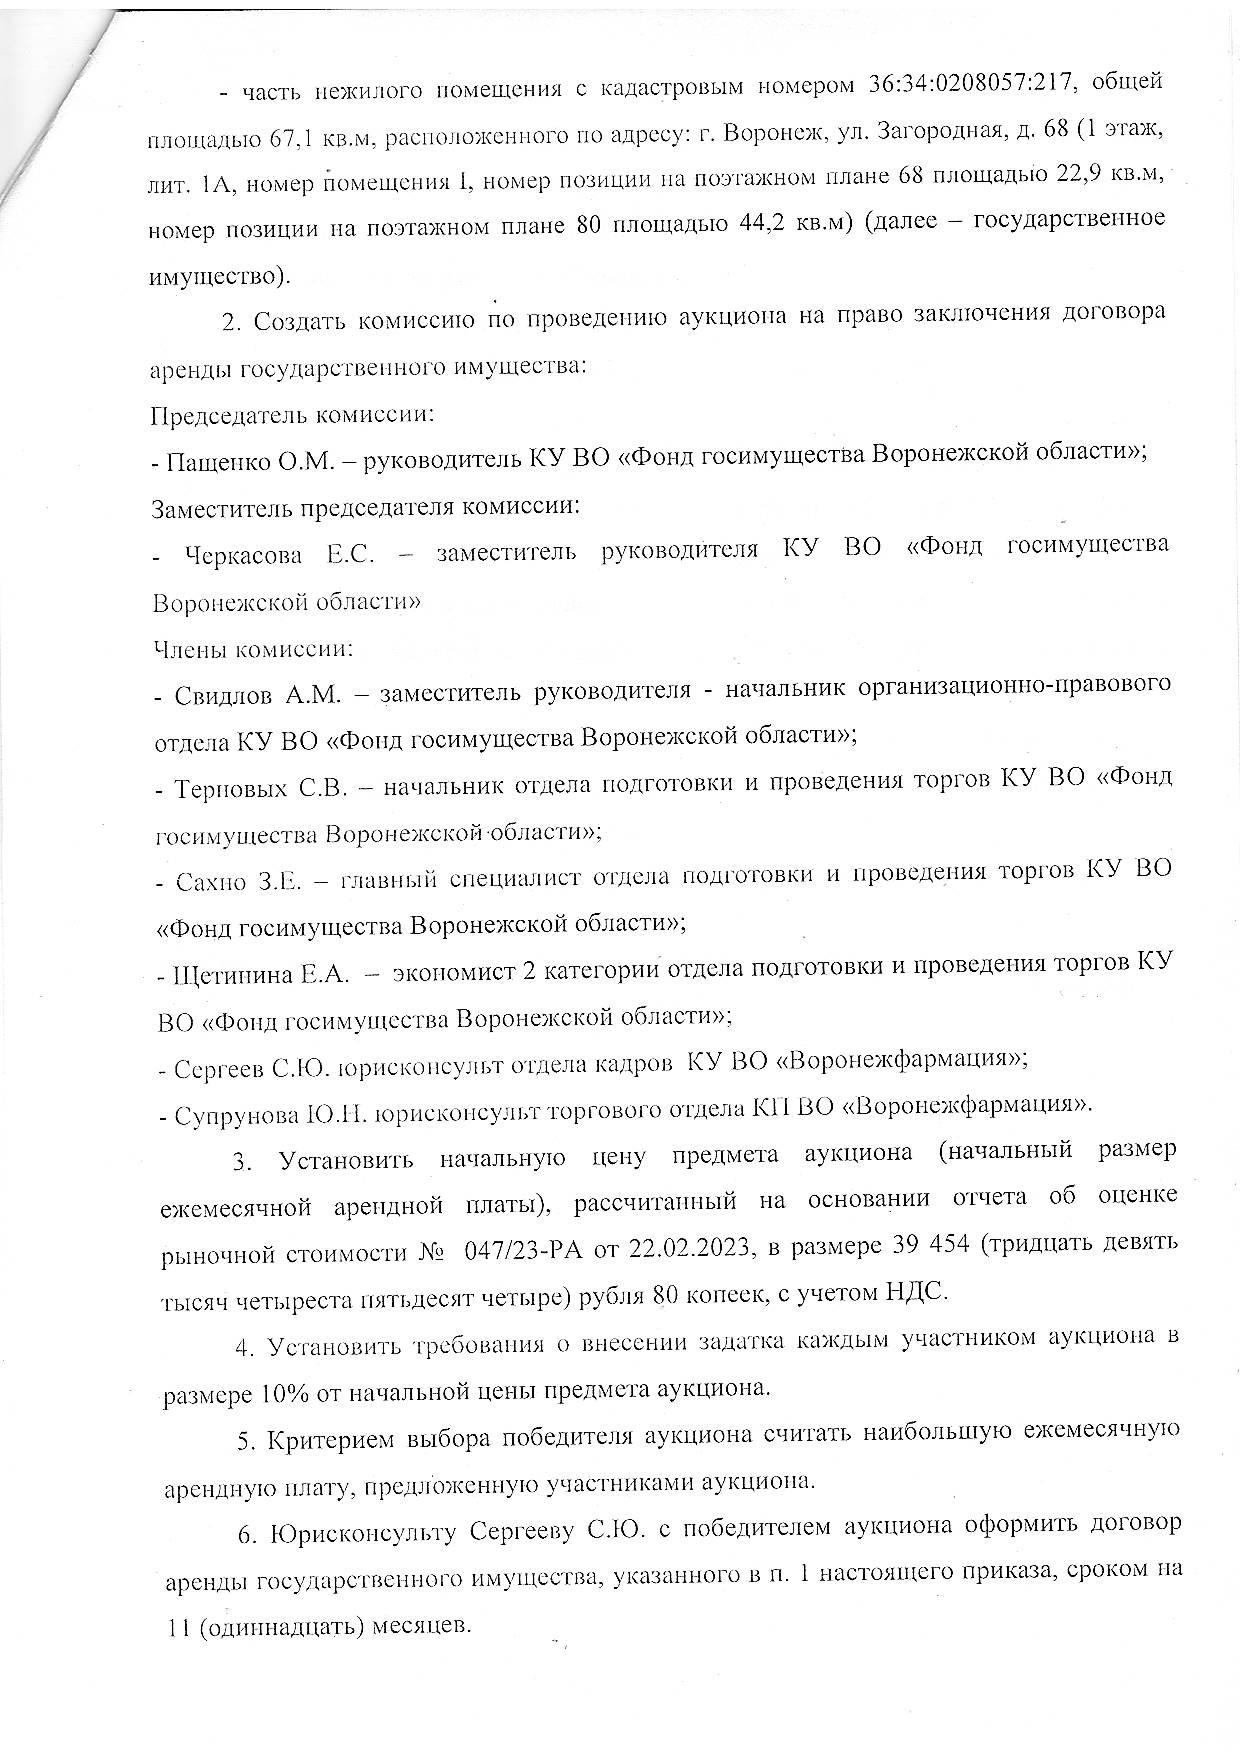 - часть нежилого помещения с кадастровым номером 36:34:0208057:217, общей
площадью 67,1 кв.м, расположенного по адресу: г. Воронеж, ул. Загородная, д. 68 (1 этаж,
лит. 1А, номер помещения I, номер позиции на поэтажном плане 68 площадью 22,9 кв.м,
номер позиции на поэтажном плане 80 площадью 44,2 кв.м) (далее – государственное
имущество).
2. Создать комиссию по проведению аукциона на право заключения договора
аренды государственного имущества:
Председатель комиссии:
- Пащенко О.М. – руководитель КУ ВО «Фонд госимущества Воронежской области»;
Заместитель председателя комиссии:
- Черкасова Е.С. – заместитель руководителя КУ ВО «Фонд госимущества
Воронежской области»
Члены комиссии:
- Свидлов А.М. – заместитель руководителя - начальник организационно-правового
отдела КУ ВО «Фонд госимущества Воронежской области»;
- Терновых С.В. – начальник отдела подготовки и проведения торгов КУ ВО «Фонд
госимущества Воронежской области»;
- Сахно З.Е. – главный специалист отдела подготовки и проведения торгов КУ ВО
«Фонд госимущества Воронежской области»;
- Щетинина Е.А. – экономист 2 категории отдела подготовки и проведения торгов КУ
ВО «Фонд госимущества Воронежской области»;
- Сергеев С.Ю. юрисконсульт отдела кадров КУ ВО «Воронежфармация»;
- Супрунова Ю.Н. юрисконсульт торгового отдела КП ВО «Воронежфармация».
3. Установить начальную цену предмета аукциона (начальный размер
ежемесячной арендной платы), рассчитанный на основании отчета об оценке
рыночной стоимости № 047/23-РА от 22.02.2023, в размере 39 454 (тридцать девять
тысяч четыреста пятьдесят четыре) рубля 80 копеек, с учетом НДС.
4. Установить требования о внесении задатка каждым участником аукциона в
размере 10% от начальной цены предмета аукциона.
5. Критерием выбора победителя аукциона считать наибольшую ежемесячную
арендную плату, предложенную участниками аукциона.
6. Юрисконсульту Сергееву С.Ю. с победителем аукциона оформить договор
аренды государственного имущества, указанного в п. 1 настоящего приказа, сроком на
11 (одиннадцать) месяцев.